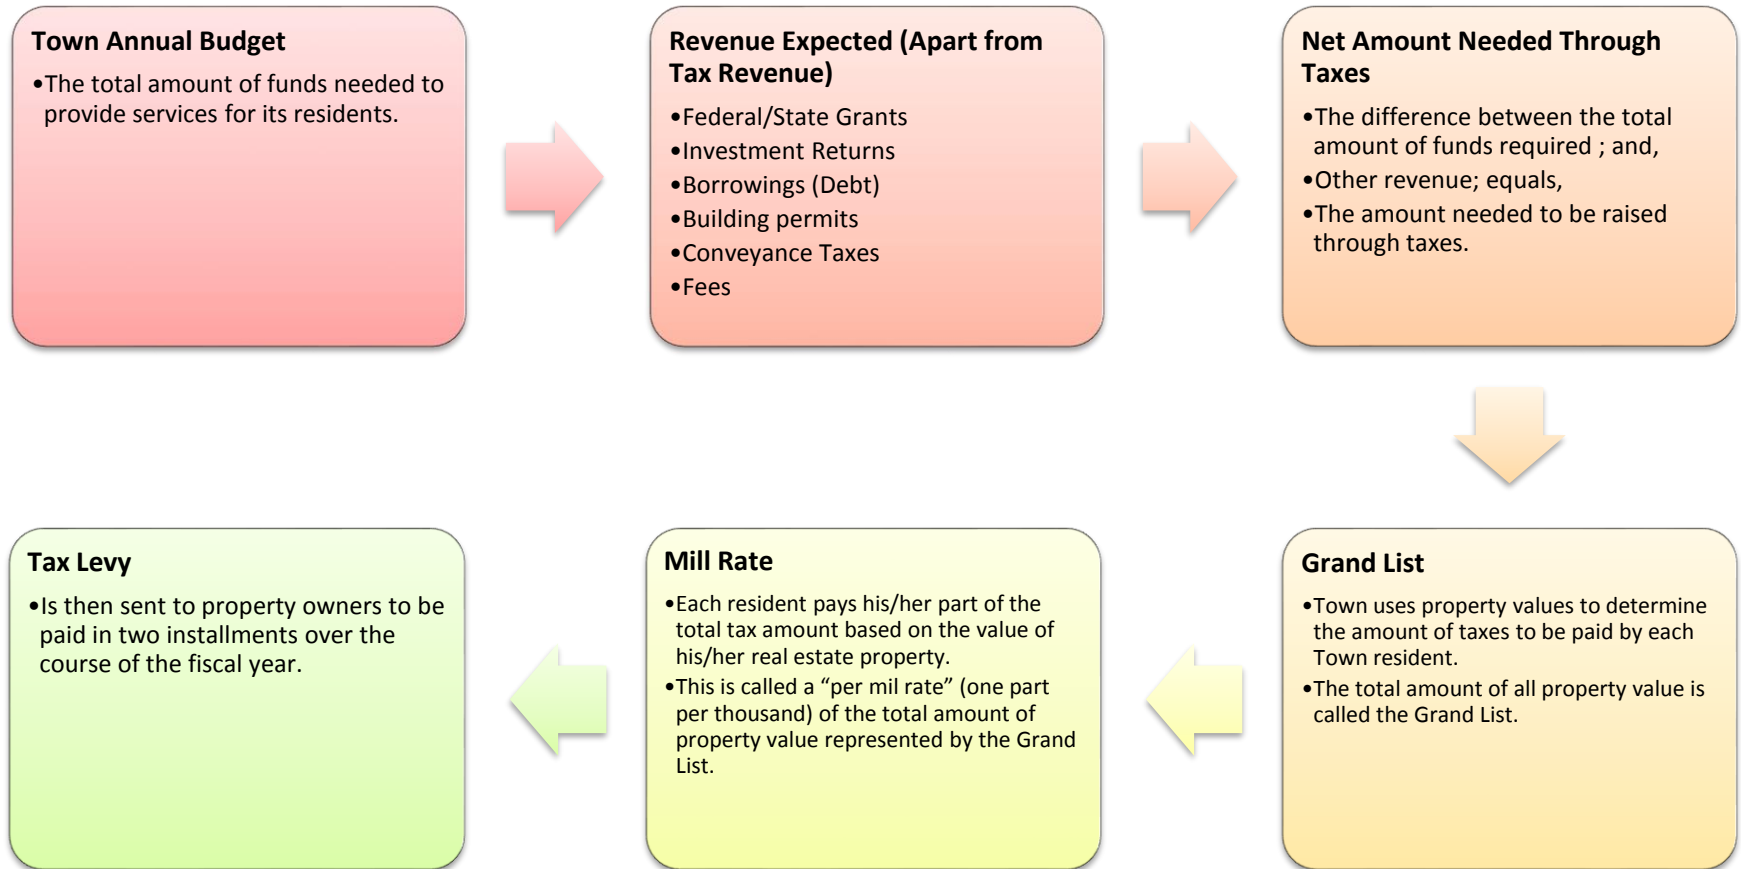 Town Annual Budget
•The total amount of funds needed to
provide services for its residents.
Revenue Expected (Apart from
Tax Revenue)
•Federal/State Grants
•Investment Returns
•Borrowings (Debt)
•Building permits
•Conveyance Taxes
•Fees
Net Amount Needed Through
Taxes
•The difference between the total
amount of funds required ; and,
•Other revenue; equals,
•The amount needed to be raised
through taxes.
Grand List
•Town uses property values to determine
the amount of taxes to be paid by each
Town resident.
•The total amount of all property value is
called the Grand List.
Mill Rate
•Each resident pays his/her part of the
total tax amount based on the value of
his/her real estate property.
•This is called a “per mil rate” (one part
per thousand) of the total amount of
property value represented by the Grand
List.
Tax Levy
•Is then sent to property owners to be
paid in two installments over the
course of the fiscal year.